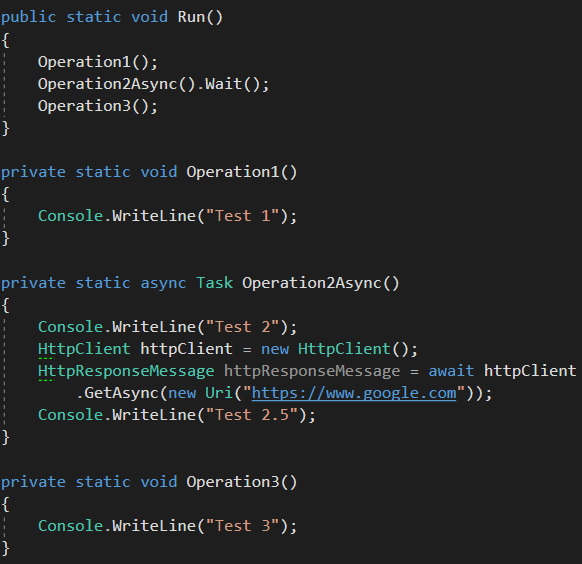 public static void Run()
{
    Operation1();
    Operation2Async().Wait();
    Operation3();
}
private static void Operation1()
{
    Console.WriteLine("Test 1");
}
private static async Task Operation2Async()
{
    Console.WriteLine("Test 2");
    HttpClient httpClient = new HttpClient();
    HttpResponseMessage httpResponseMessage = await httpClient
        .GetAsync(new Uri("https://www.google.com"));
    Console.WriteLine("Test 2.5");
}
private static void Operation3()
{
    Console.WriteLine("Test 3");
}